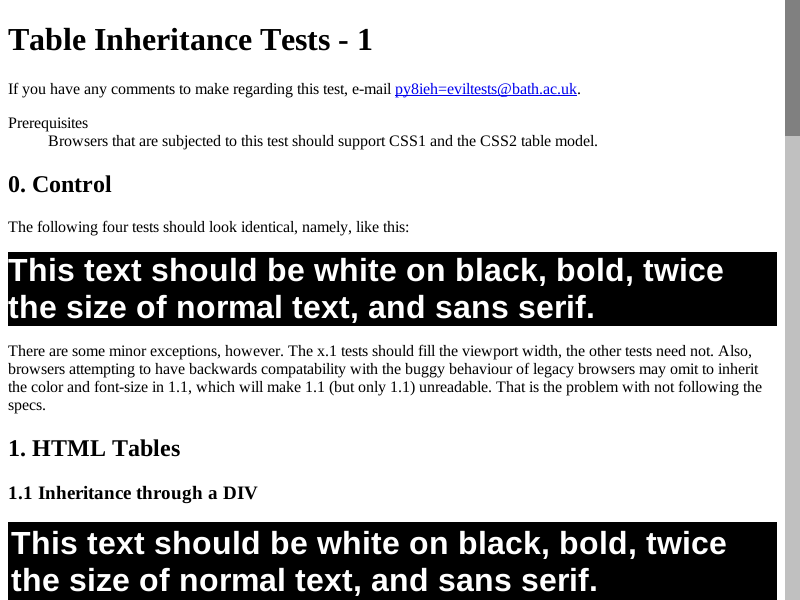 Table Inheritance Tests - 1
If you have any comments to make regarding this test, e-mail py8ieh=eviltests@bath.ac.uk.
Prerequisites
Browsers that are subjected to this test should support CSS1 and the CSS2 table model.
0. Control
The following four tests should look identical, namely, like this:
This text should be white on black, bold, twice
the size of normal text, and sans serif.
There are some minor exceptions, however. The x.1 tests should fill the viewport width, the other tests need not. Also,
browsers attempting to have backwards compatability with the buggy behaviour of legacy browsers may omit to inherit
the color and font-size in 1.1, which will make 1.1 (but only 1.1) unreadable. That is the problem with not following the
specs.
1. HTML Tables
1.1 Inheritance through a DIV
This text should be white on black, bold, twice
the size of normal text, and sans serif.